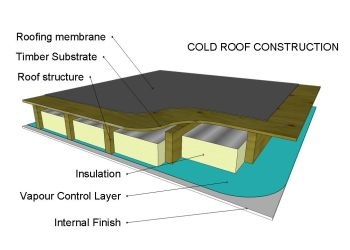 Roofing membrane
COLD ROOF CONSTRUCTION
Timber Substrate
Roof structure
Insulation
Vapour Control Layer
Internal Finish